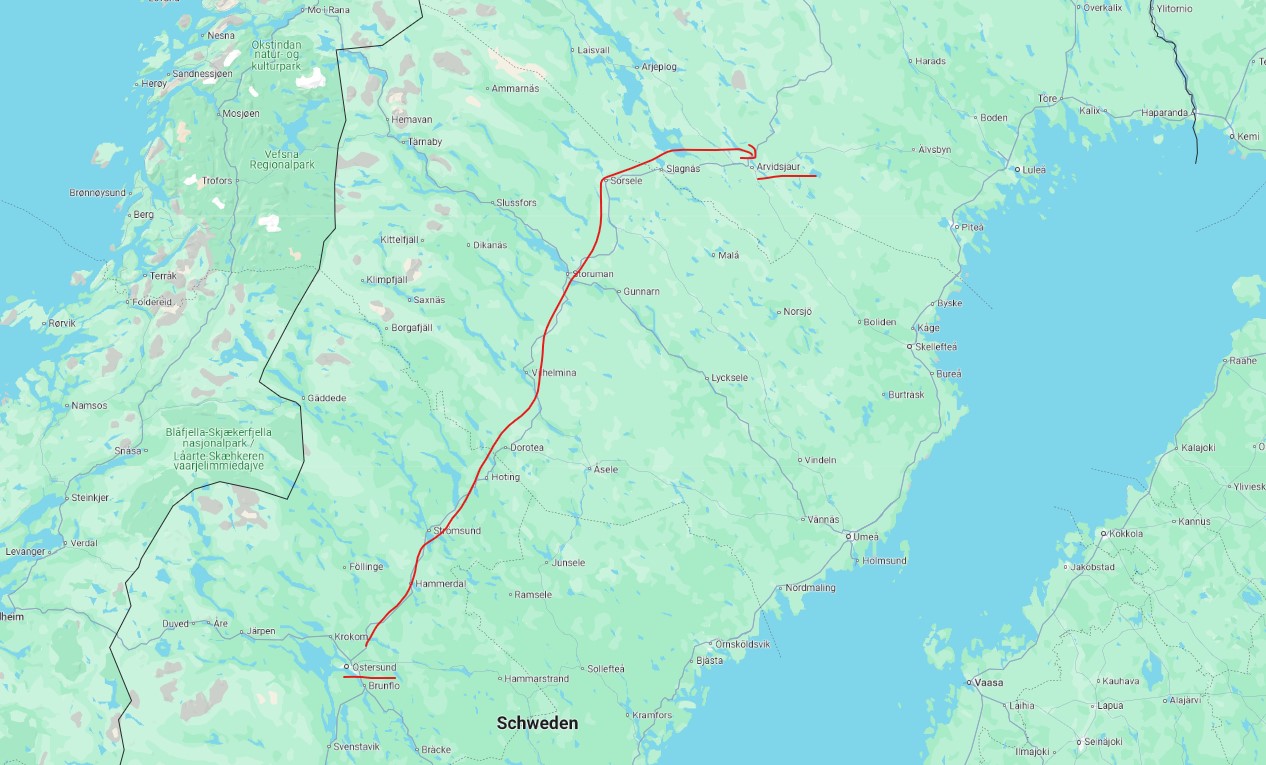 Mo i Rana
Överkalix
Ylitornio
Nesna
Okstindan
natur- og
kulturpark
Laisvall
Arjeplog
Harads
Sandnessjøen
Herøy
Ammarnäs
Mosjøen
Töre
Kalix
Haparanda
Boden
Hemavan
Kemi
Tärnaby
Älvsbyn
Vefsna
Regionalpark
Arvidsjaur
Slagnäs
Luleå
Trofors
Sorsele
Brønnøysund
Slussfors
Berg
Piteå
Kittelfjäll
Dikanäs
Malå
Terråk
Storuman
Klimpfjäll
Gunnarn
Foldereid
Saxnäs
Byske
Norsjö
Rørvik
Borgafjäll
Boliden
Kåge
Skellefteå
Raahe
Vilhelmina
Lycksele
Bureå
Gäddede
Burträsk
Namsos
Blåfjella-Skjækerfjella
nasjonalpark /
Låarte-Skæhkeren
vaarjelimmiedajve
Snåsa
Dorotea
Kalajoki
Vindeln
Åsele
Hoting
Steinkjer
Yliviesk
Vännäs
Kannus
Strömsund
Umeå
Kokkola
Verdal
Levanger
Holmsund
Junsele
Föllinge
Jakobstad
Hammerdal
Nordmaling
Ramsele
lheim
Duved
Åre
Järpen
Krokom
Örnsköldsvik
Bjästa
Östersund
Sollefteå
Hammarstrand
Brunflo
Vaasa
Kauhava
Alajärvi
Laihia
Lapua
Kramfors
Schweden
Svenstavik
Bräcke
Seinäjoki
Ilmajoki